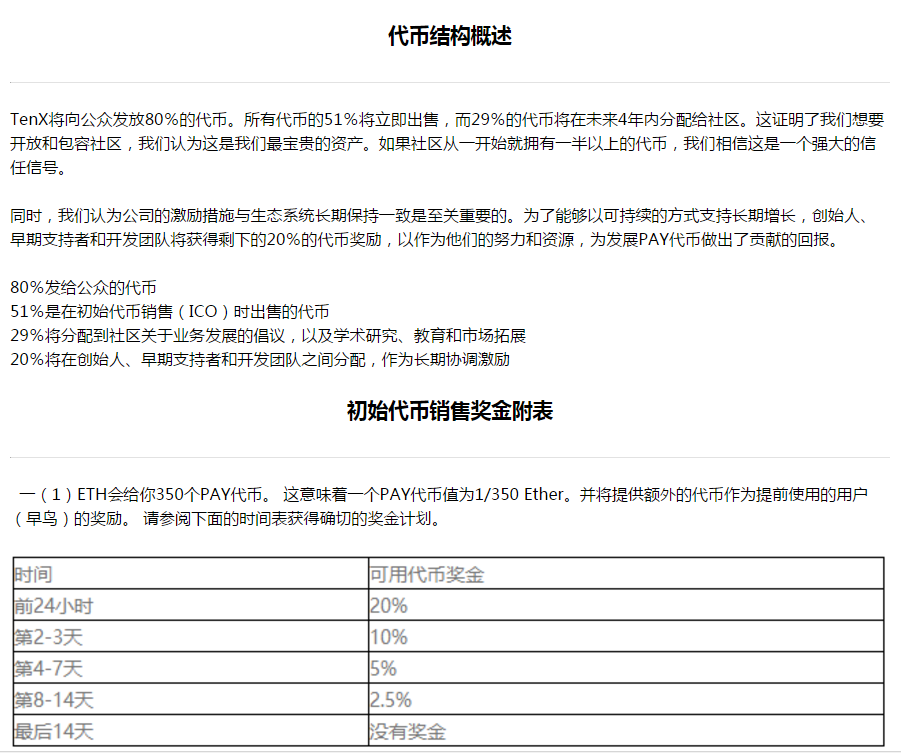 代币结构概述
TenX将向公众发放80%的代币。所有代币的51%将立即出售，而29%的代币将在未来4年内分配给社区。这证明了我们想要
开放和包容社区，我们认为这是我们最宝贵的资产。如果社区从一开始就拥有一半以上的代币，我们相信这是一个强大的信
任信号。
同时，我们认为公司的激励措施与生态系统长期保持一致是至关重要的。为了能够以可持续的方式支持长期增长，创始人、
早期支持者和开发团队将获得剩下的20%的代币奖励，以作为他们的努力和资源，为发展PAY代币做出了贡献的回报。
80%发给公众的代币
51%是在初始代币销售（ICO）时出售的代币
29%将分配到社区关于业务发展的倡议，以及学术研究、教育和市场拓展
20%将在创始人、早期支持者和开发团队之间分配，作为长期协调激励
初始代币销售奖金附表
一（1）ETH会给你350个PAY代币。 这意味着一个PAY代币值为1/350 Ether。并将提供额外的代币作为提前使用的用户
（早鸟）的奖励。 请参阅下面的时间表获得确切的奖金计划。
时间 可用代币奖金
前24小时 20%
第2-3天 10%
第4-7天 5%
第8-14天 2.5%
最后14天 没有奖金